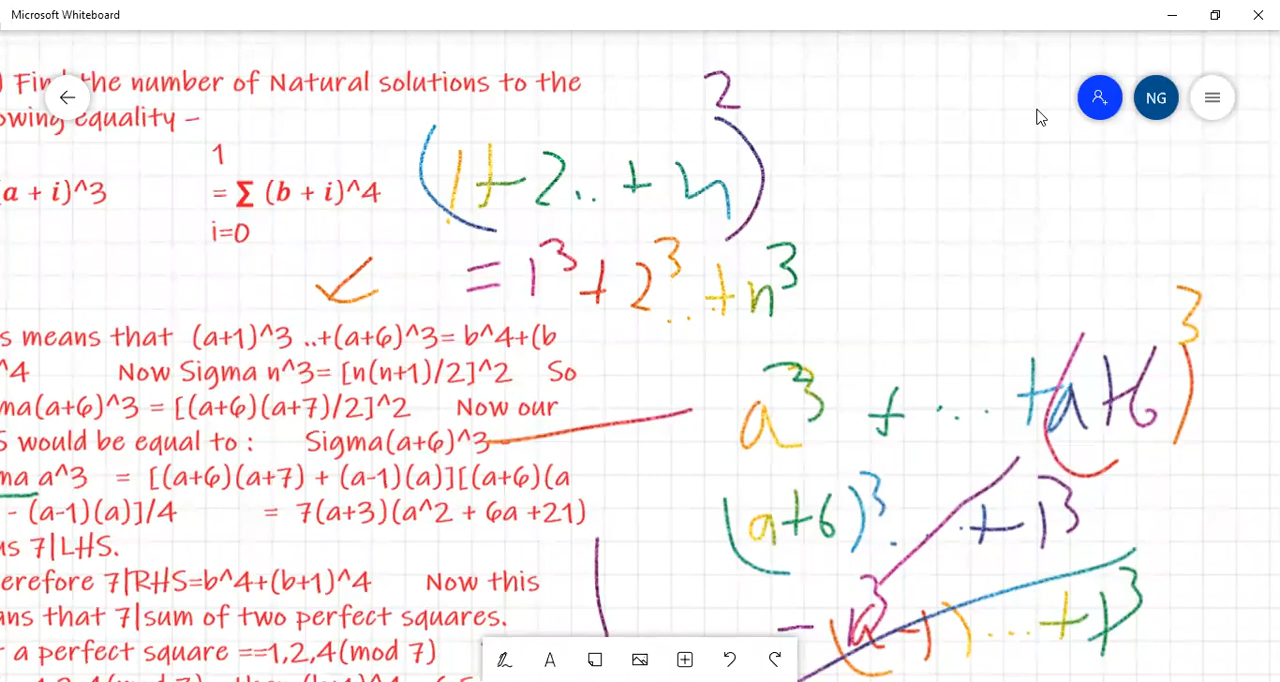 Microsoft Whiteboard
) Find the number of Natural solutions to the
owing equality -
1
(a + i)^3 = Σ (b + i)^4
i=0
NG
(1+2..+n)^2
= 1^3+2^3..+n^3
s means that (a+1)^3 ..+(a+6)^3= b^4+(b
^4 Now Sigma n^3= [n(n+1)/2]^2 So
ma(a+6)^3 = [(a+6)(a+7)/2]^2 Now our
S would be equal to : Sigma(a+6)^3
ma a^3 = [(a+6)(a+7) + (a-1)(a)][(a+6)(a
- (a-1)(a)]/4 = 7(a+3)(a^2 + 6a +21)
us 7|LHS.
erefore 7|RHS=b^4+(b+1)^4 Now this
ans that 7|sum of two perfect squares.
a perfect square ==1,2,4(mod 7)
a^3 + ... +(a+6)^3
(a+6)^3 . . +1^3
- (a-1)^3 ... +1^3